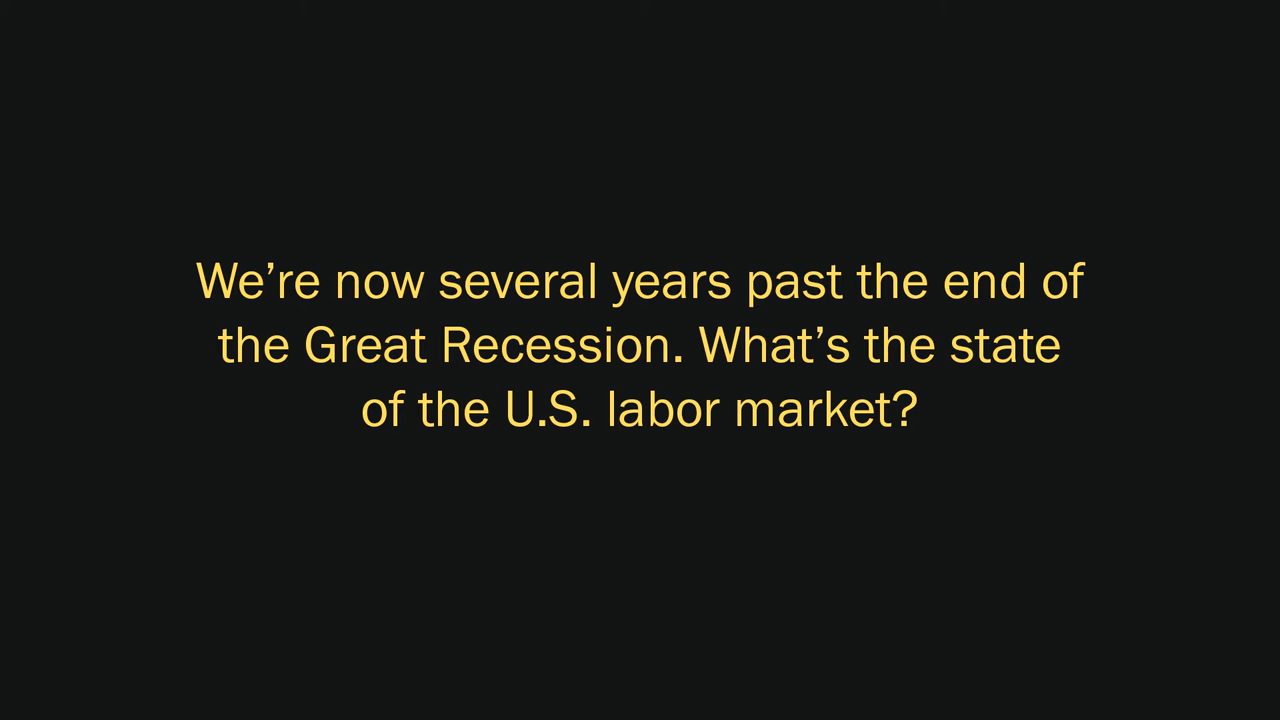 We’re now several years past the end of
the Great Recession. What’s the state
of the U.S. labor market?